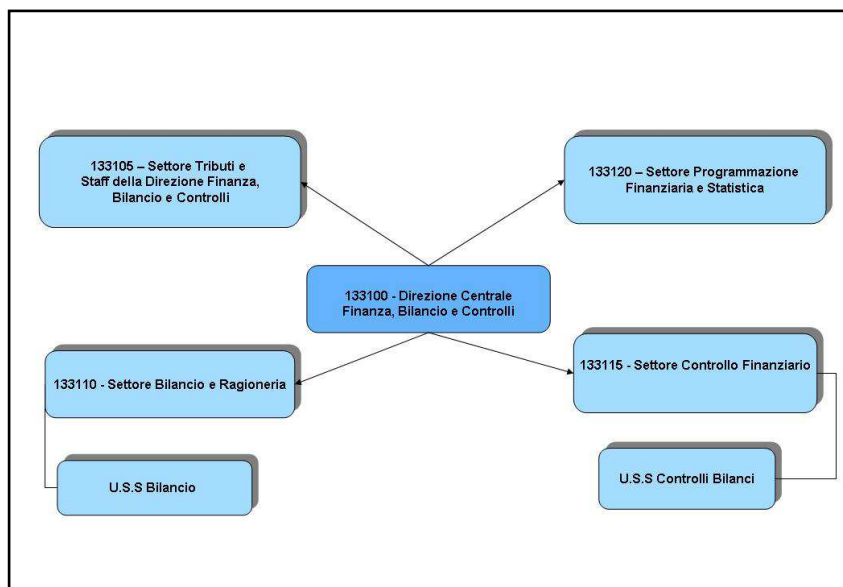 133105 – Settore Tributi e
Staff della Direzione Finanza,
Bilancio e Controlli
133120 – Settore Programmazione
Finanziaria e Statistica
133100 - Direzione Centrale
Finanza, Bilancio e Controlli
133110 - Settore Bilancio e Ragioneria
133115 - Settore Controllo Finanziario
U.S.S Bilancio
U.S.S Controlli Bilanci